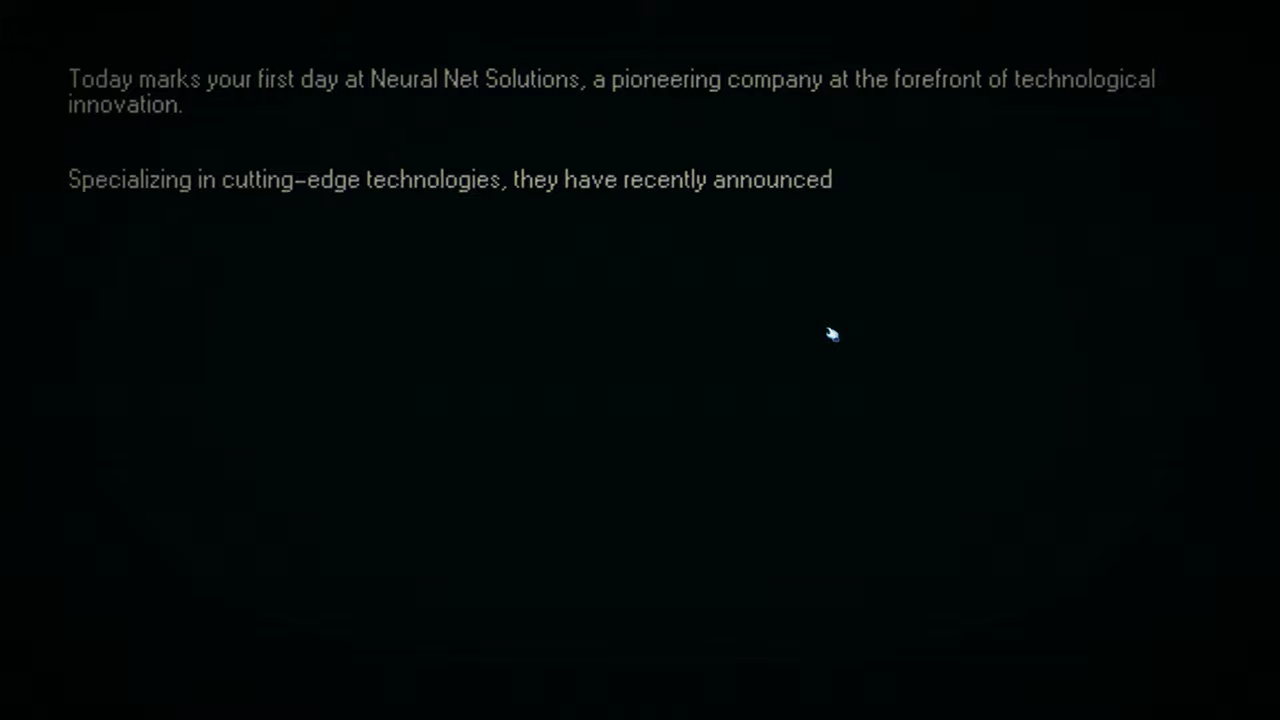 Today marks your first day at Neural Net Solutions, a pioneering company at the forefront of technological
innovation.
Specializing in cutting-edge technologies, they have recently announced